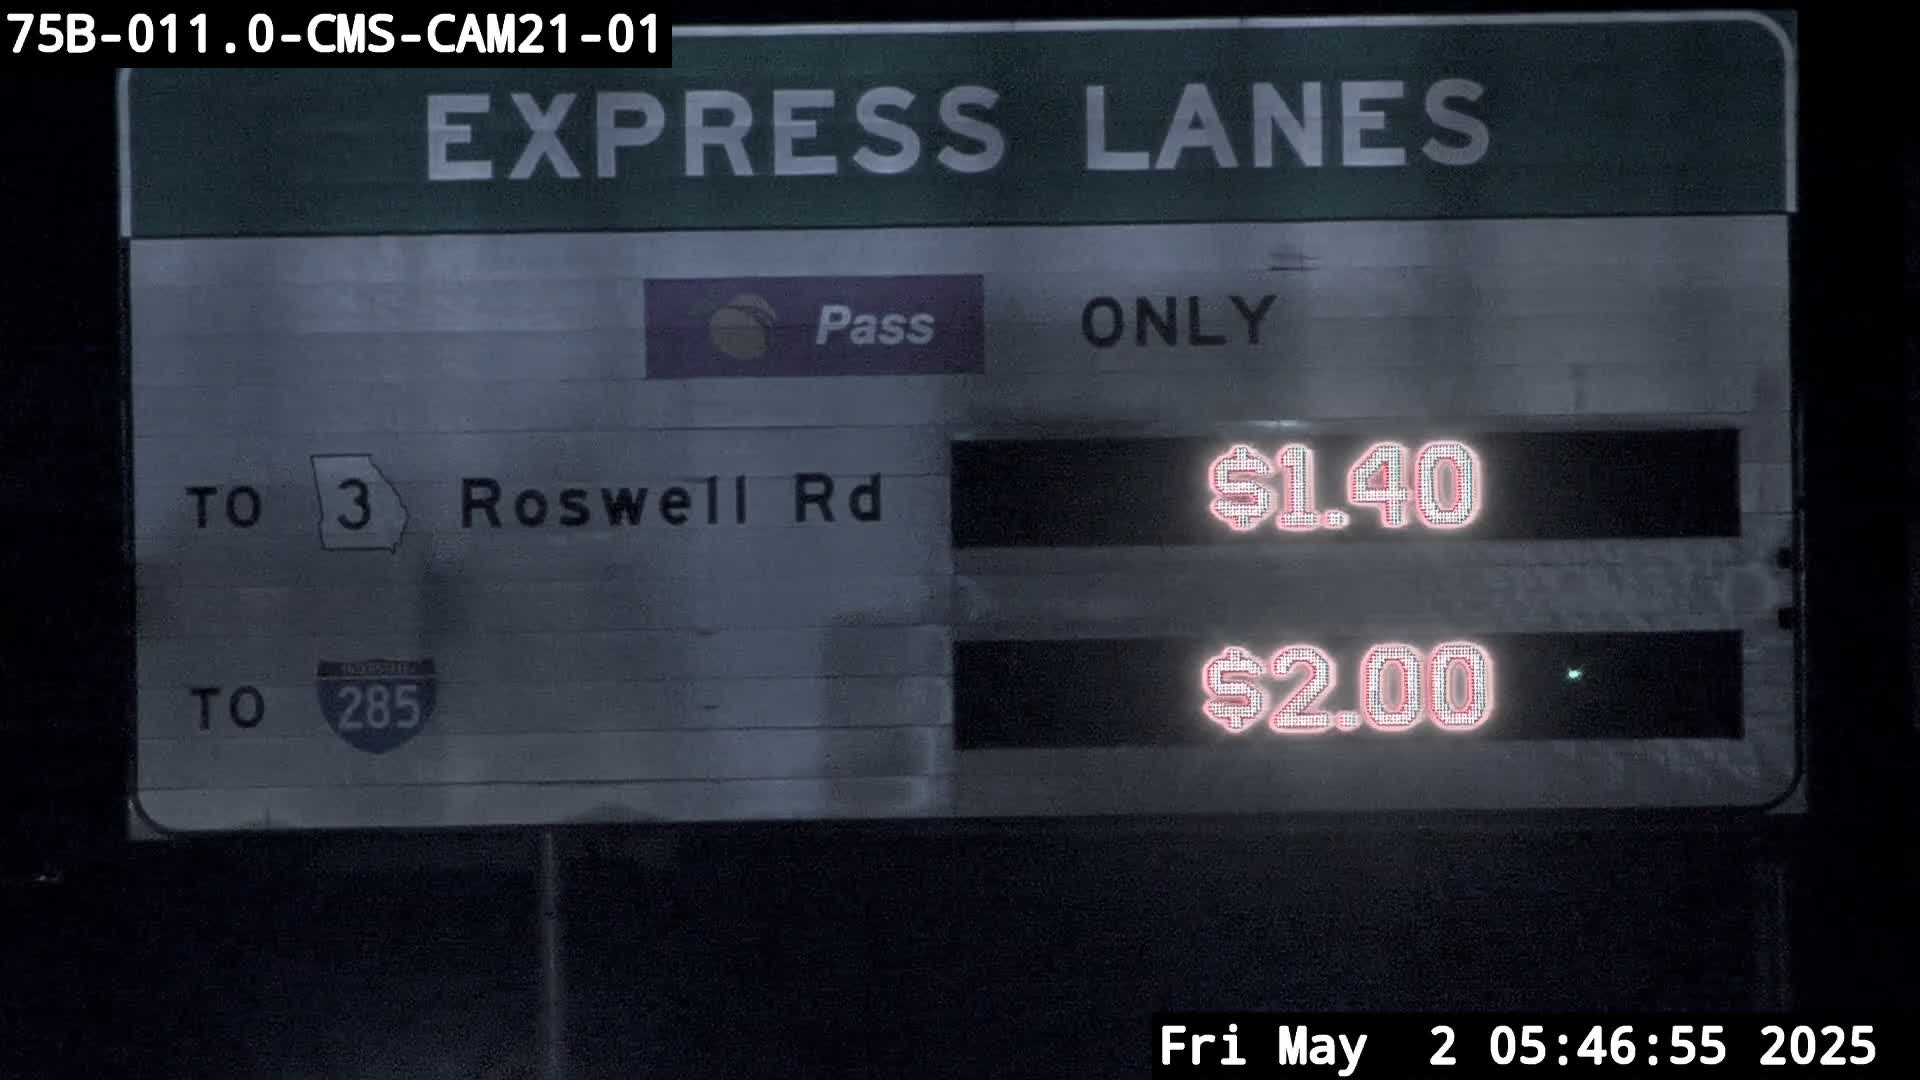 75B-011.0-CMS-CAM21-01
EXPRESS LANES
Pass ONLY
TO 3 Roswell Rd $1.40
INTERSTATE
TO 285 $2.00
Fri May 2 05:46:55 2025